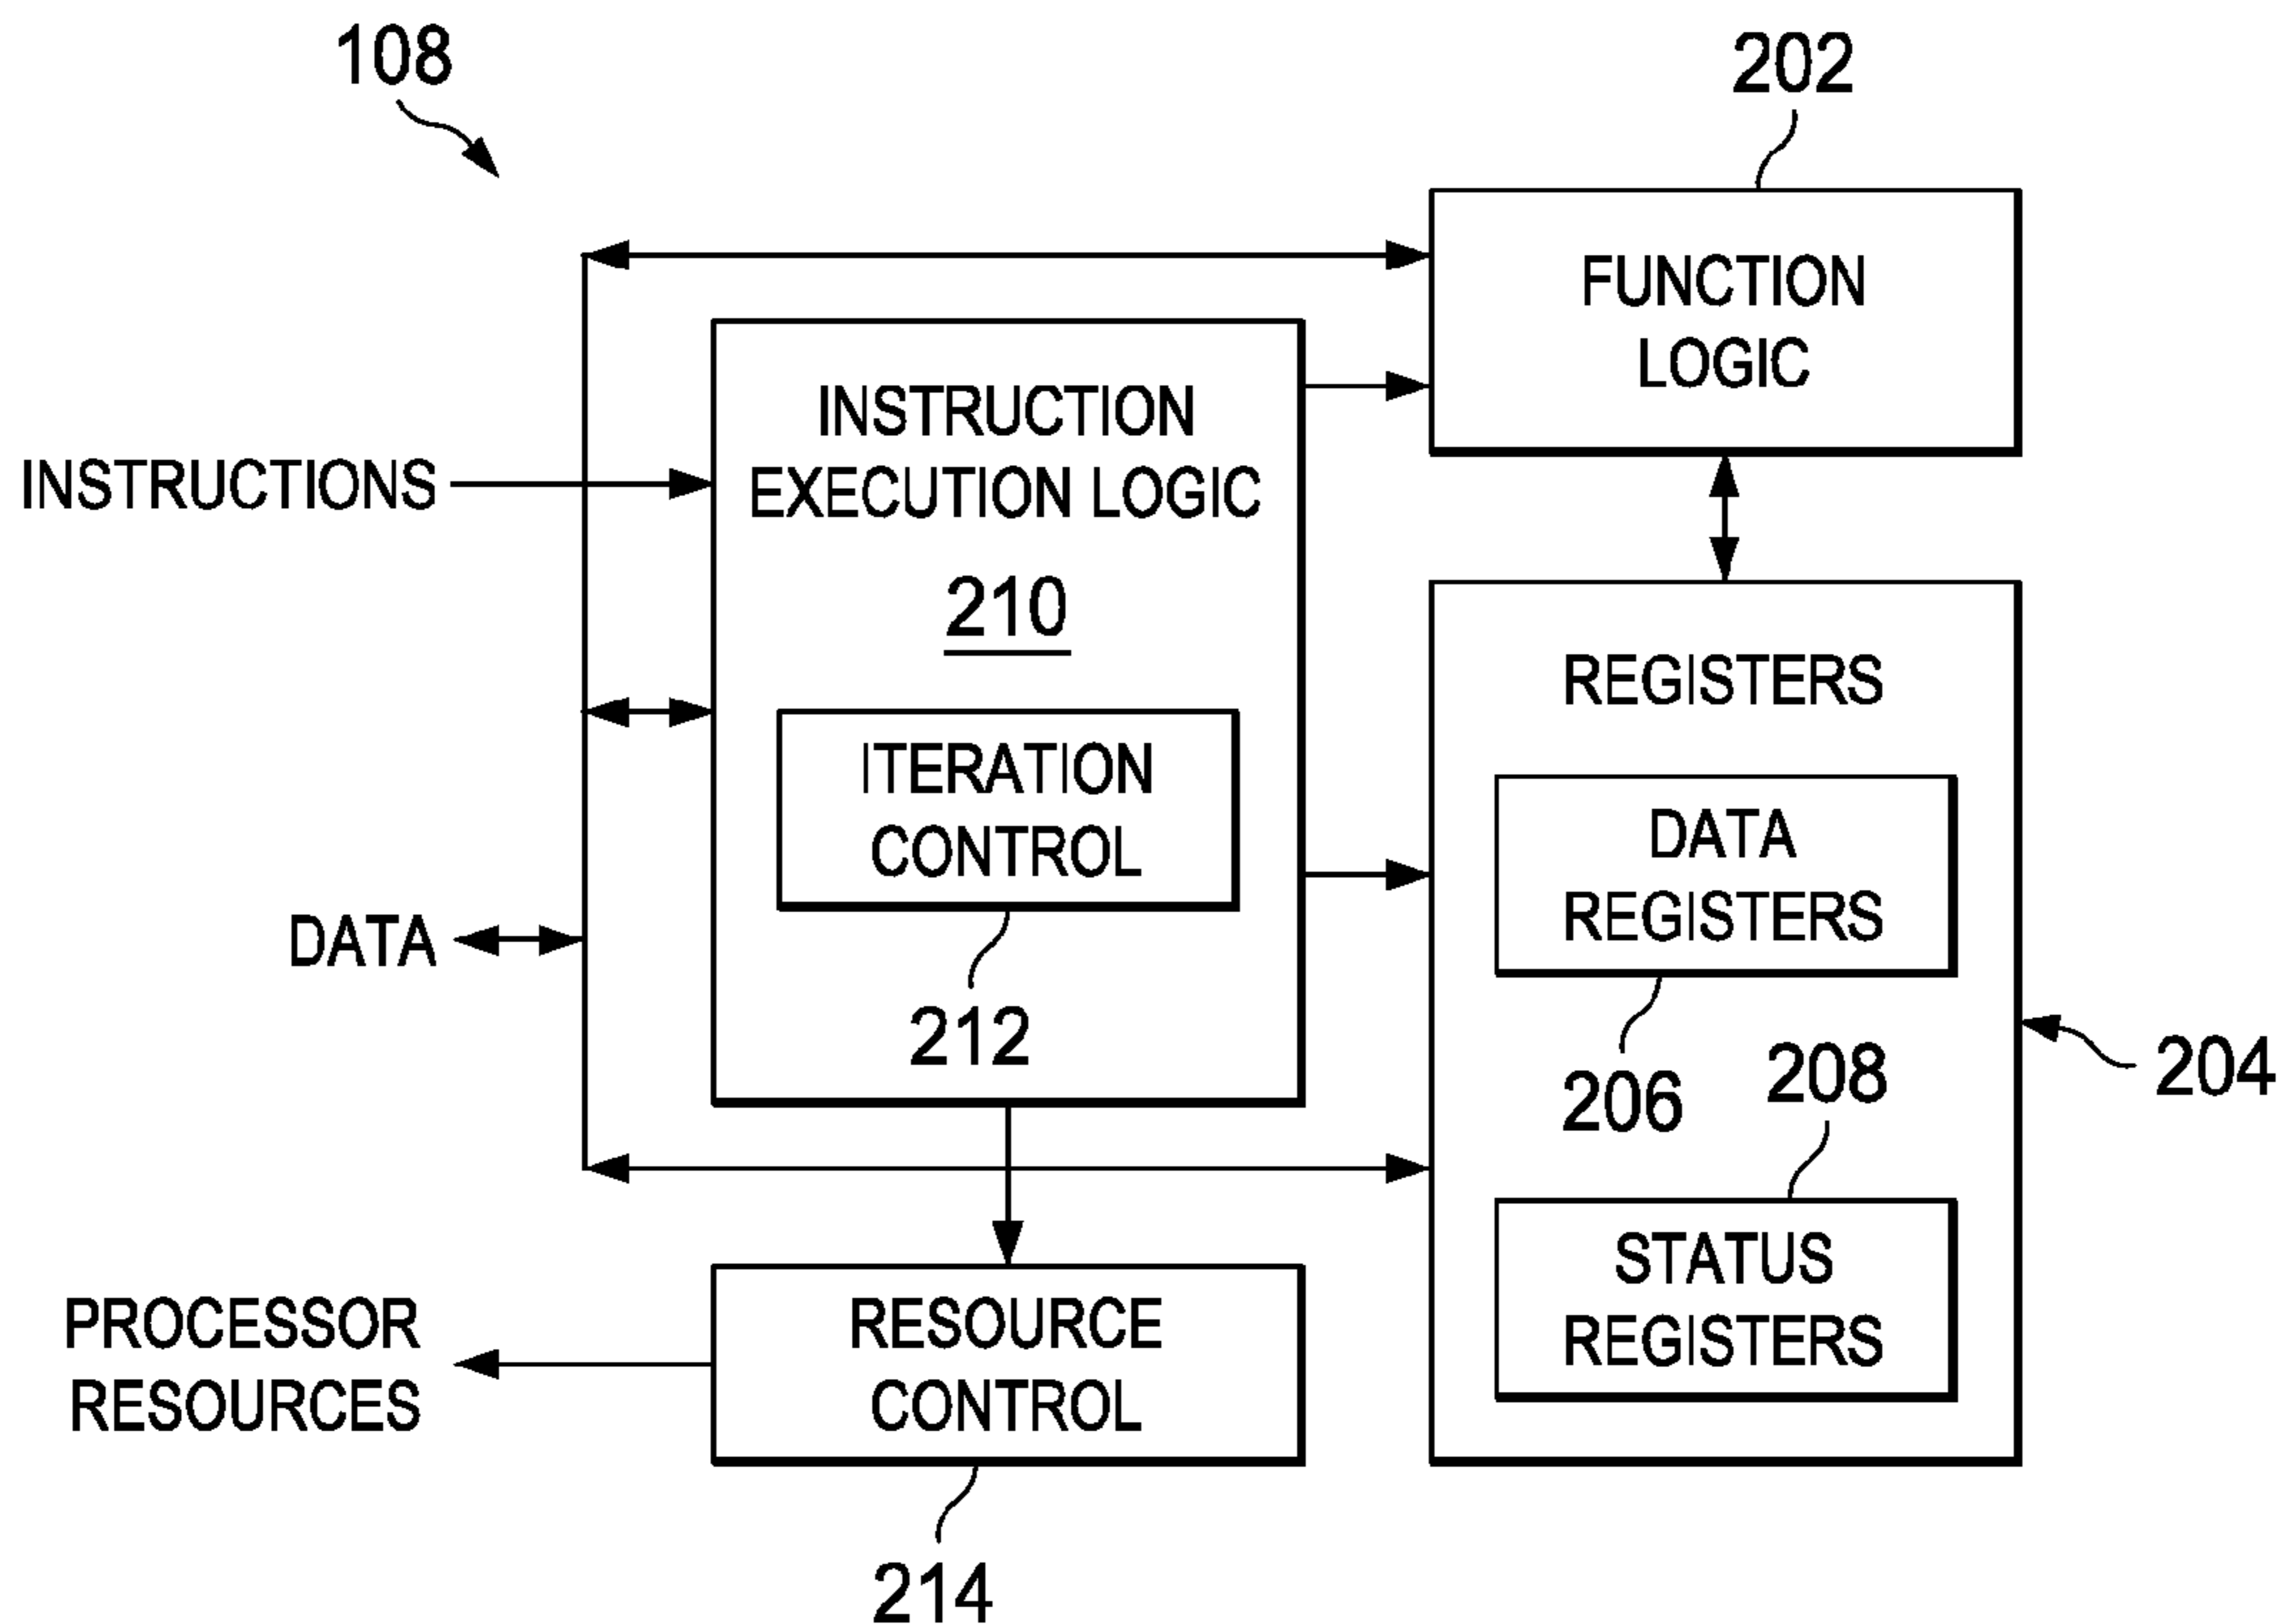 108
202
FUNCTION
LOGIC
INSTRUCTION
EXECUTION LOGIC
210
INSTRUCTIONS
ITERATION
CONTROL
212
DATA
REGISTERS
DATA
REGISTERS
206
208
204
STATUS
REGISTERS
PROCESSOR
RESOURCES
RESOURCE
CONTROL
214